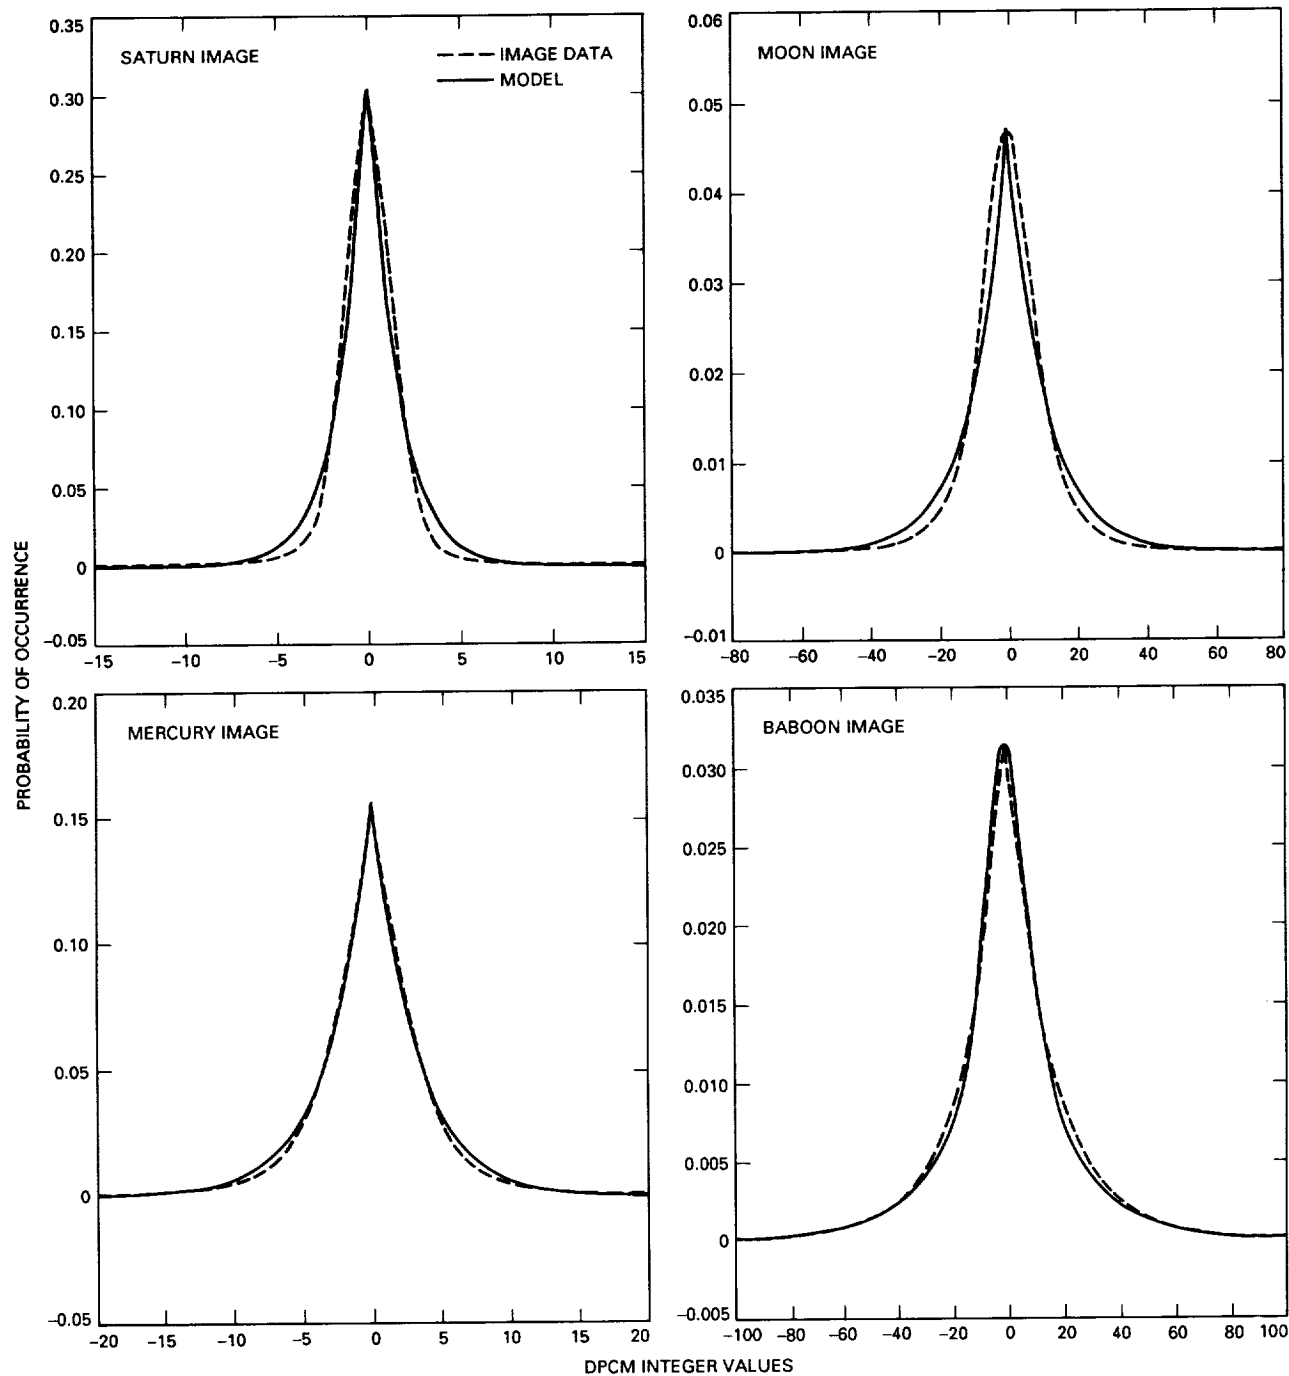 PROBABILITY OF OCCURRENCE
SATURN IMAGE
IMAGE DATA
MODEL
0.35
0.30
0.25
0.20
0.15
0.10
0.05
0
−0.05
−15 −10 −5 0 5 10 15
MOON IMAGE
0.06
0.05
0.04
0.03
0.02
0.01
0
−0.01
−80 −60 −40 −20 0 20 40 60 80
MERCURY IMAGE
0.20
0.15
0.10
0.05
0
−0.05
−20 −15 −10 −5 0 5 10 15 20
BABOON IMAGE
0.035
0.030
0.025
0.020
0.015
0.010
0.005
0
−0.005
−100 −80 −60 −40 −20 0 20 40 60 80 100
DPCM INTEGER VALUES